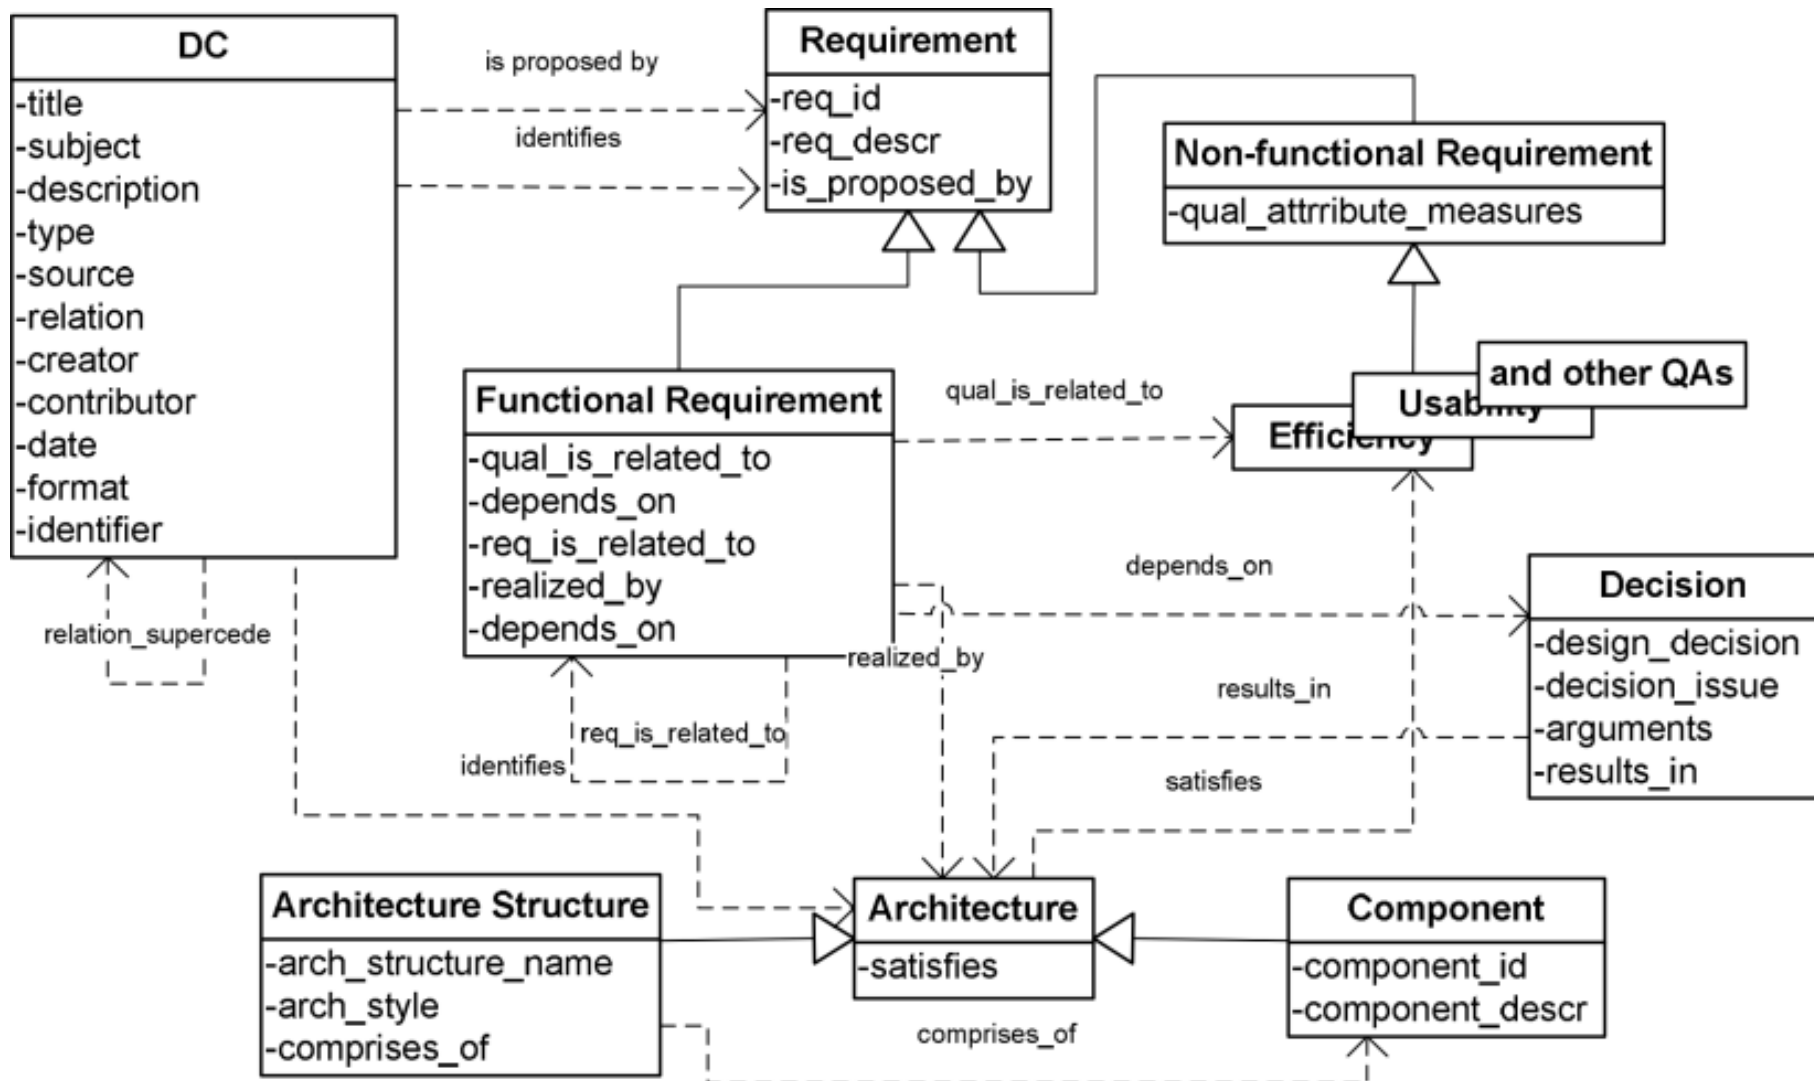 DC
-title
-subject
-description
-type
-source
-relation
-creator
-contributor
-date
-format
-identifier
relation_supercede
is proposed by
identifies
Requirement
-req_id
-req_descr
-is_proposed_by
Non-functional Requirement
-qual_attrribute_measures
Functional Requirement
-qual_is_related_to
-depends_on
-req_is_related_to
-realized_by
-depends_on
qual_is_related_to
and other QAs
Usability
Efficiency
depends_on
Decision
-design_decision
-decision_issue
-arguments
-results_in
realized_by
results_in
req_is_related_to
identifies
satisfies
Architecture Structure
-arch_structure_name
-arch_style
-comprises_of
Architecture
-satisfies
Component
-component_id
-component_descr
comprises_of